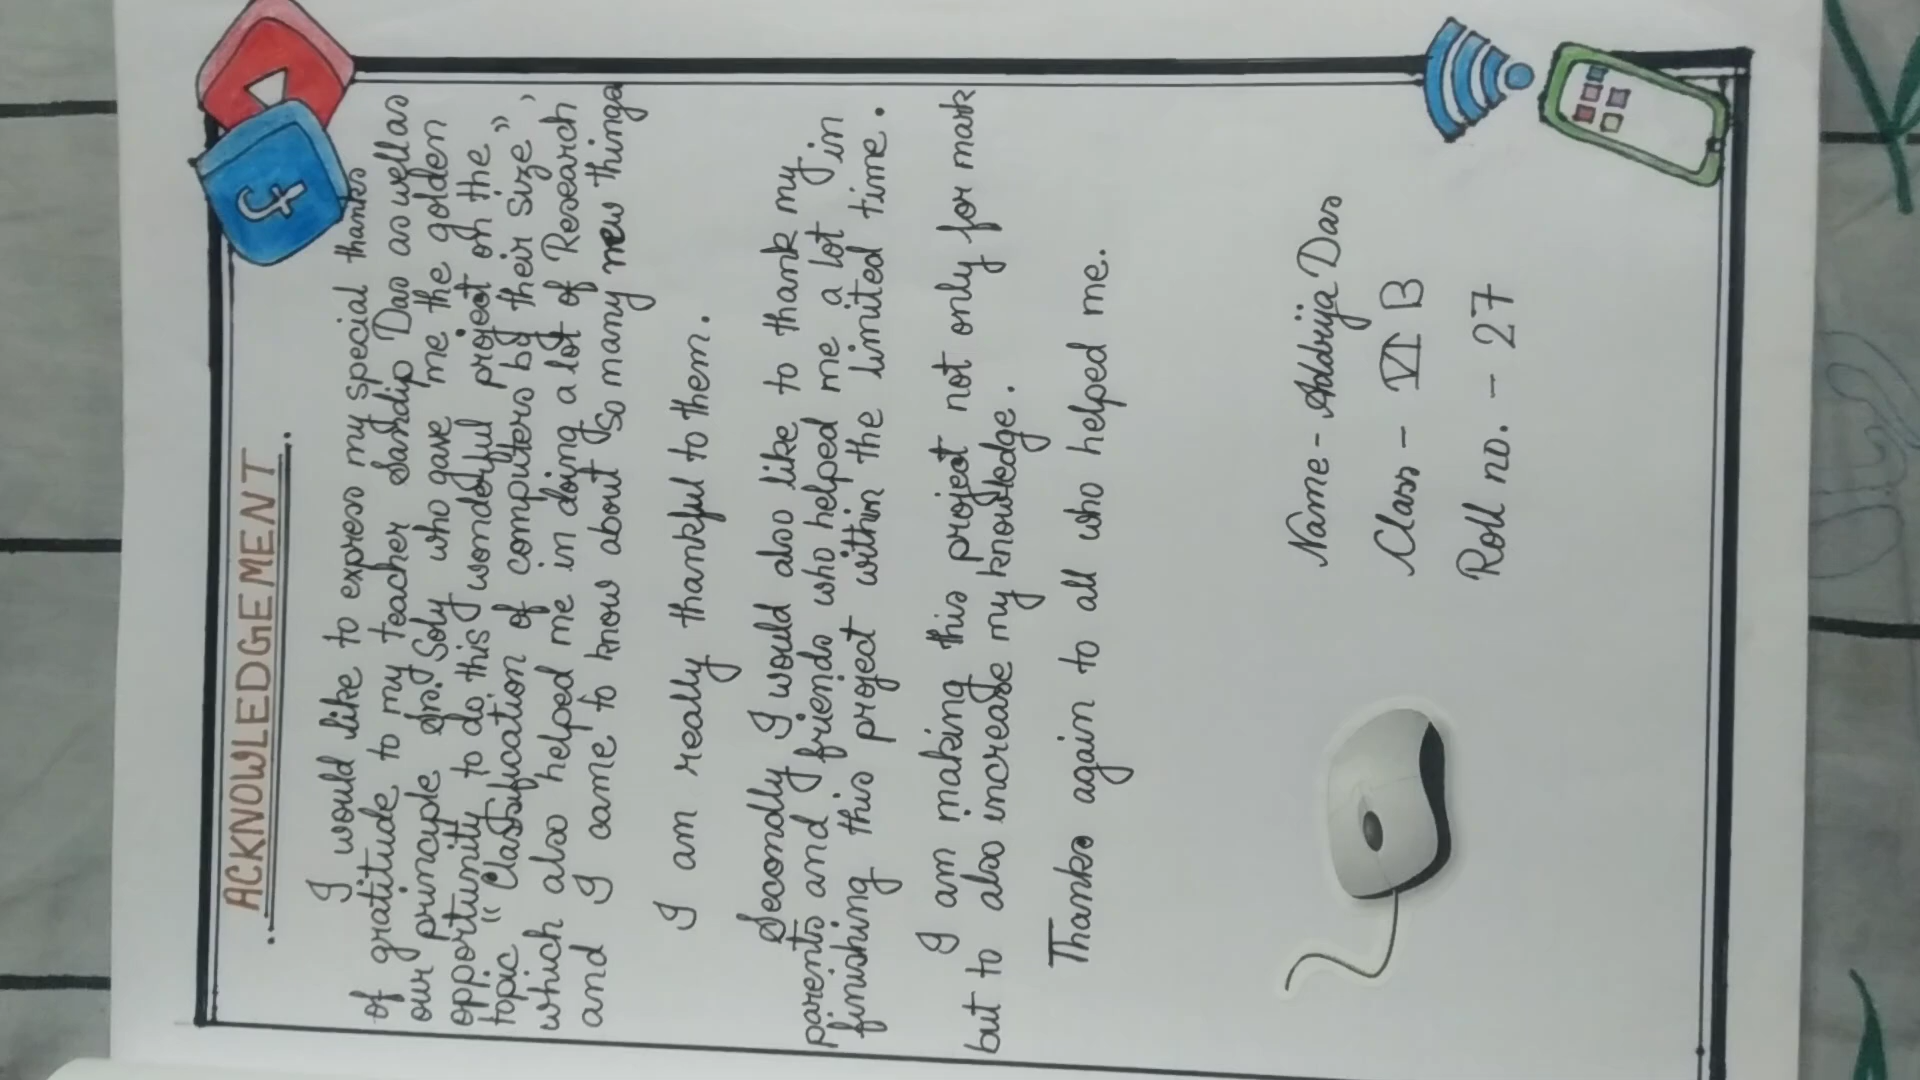 ACKNOWLEDGEMENT
I would like to express my special thanks
of gratitude to my teacher Sandip Das as well as
our principle Sr. Soly who gave me the golden
opportunity to do this wonderful project on the
topic "Classification of computers by their size",
which also helped me in doing a lot of Research
and I came to know about so many new things
I am really thankful to them.
Secondly I would also like to thank my
parents and friends who helped me a lot in
finishing this project within the limited time.
I am making this project not only for mark
but to also increase my knowledge.
Thanks again to all who helped me.
Name - Adrija Das
Class - VI B
Roll no. - 27